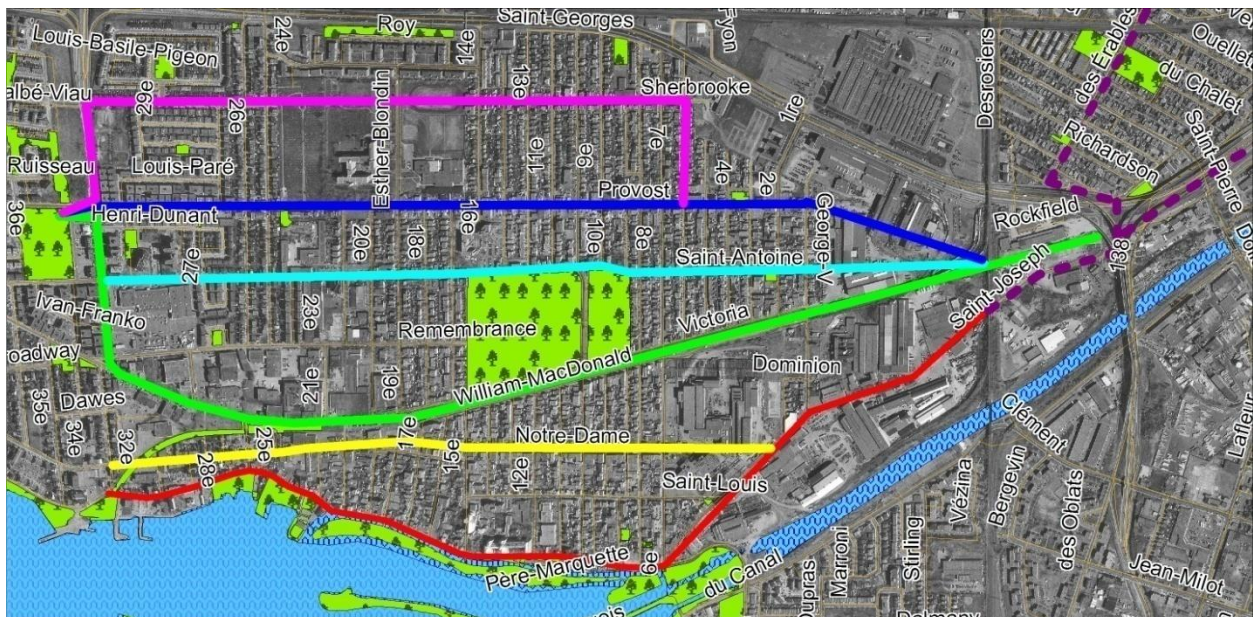 Saint-Georges
Roy
Fyon
24e
14e
Louis-Basile-Pigeon
Desrosiers
des Érables
Ouellet
du Chalet
albé-Viau
29e
26e
13e
Sherbrooke
1re
Esther-Blondin
Ruisseau
Louis-Paré
11e
9e
7e
Richardson
Saint-Pierre
Provost
4e
2e
36e
Henri-Dunant
16e
George-V
Rockfield
20e
18e
10e
8e
Saint-Antoine
27e
138
Ivan-Franko
Saint-Joseph
23e
Remembrance
Victoria
roadway
William-MacDonald
Dominion
21e
19e
Dawes
35e
34e
32e
25e
17e
Notre-Dame
Clément
Lafleur
28e
15e
12e
Saint-Louis
Vézina
Bergevin
des Oblats
Père-Marquette
6e
du Canal
Dupras
Marroni
Stirling
Jean-Milot
ois
Dalmany